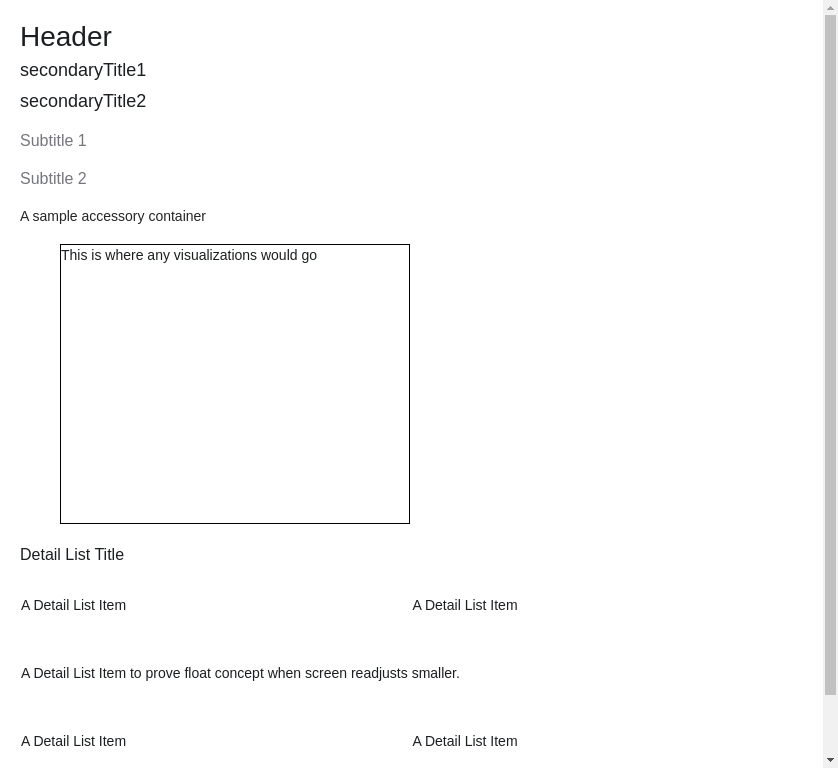 Header
secondaryTitle1
secondaryTitle2
Subtitle 1
Subtitle 2
A sample accessory container
This is where any visualizations would go
Detail List Title
A Detail List Item
A Detail List Item
A Detail List Item to prove float concept when screen readjusts smaller.
A Detail List Item
A Detail List Item